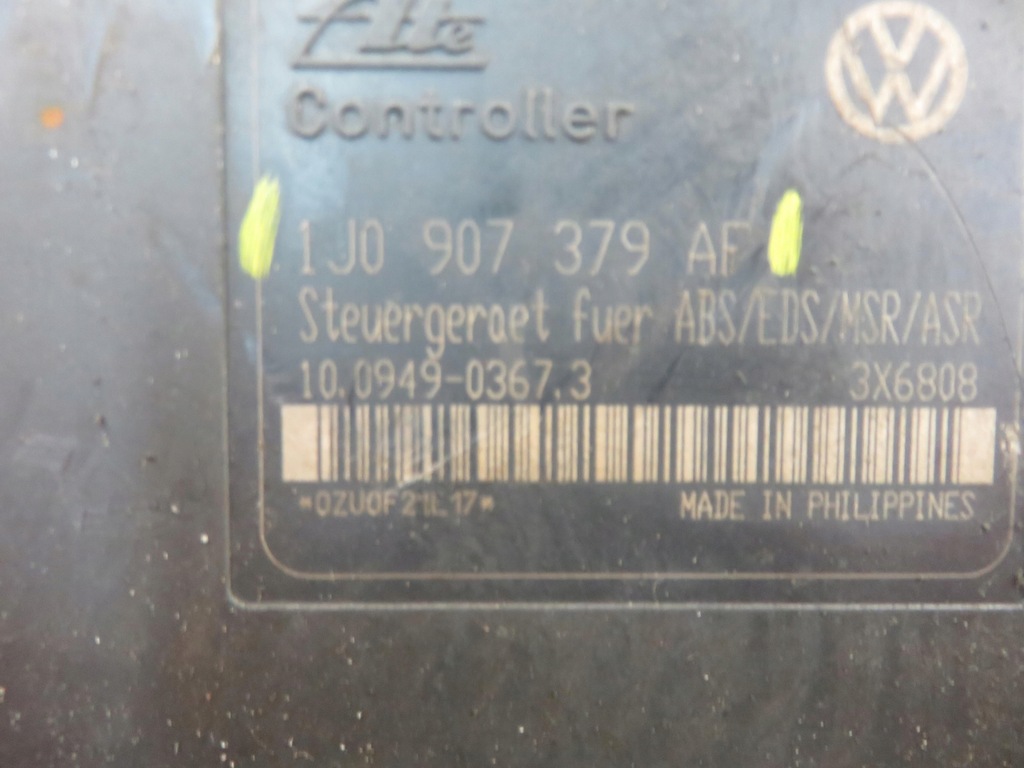 Ate
Controller
1J0 907 379 AF
Steuergeraet fuer ABS/EDS/MSR/ASR
10.0949-0367.3 3X6808
*0ZU0F21L17* MADE IN PHILIPPINES